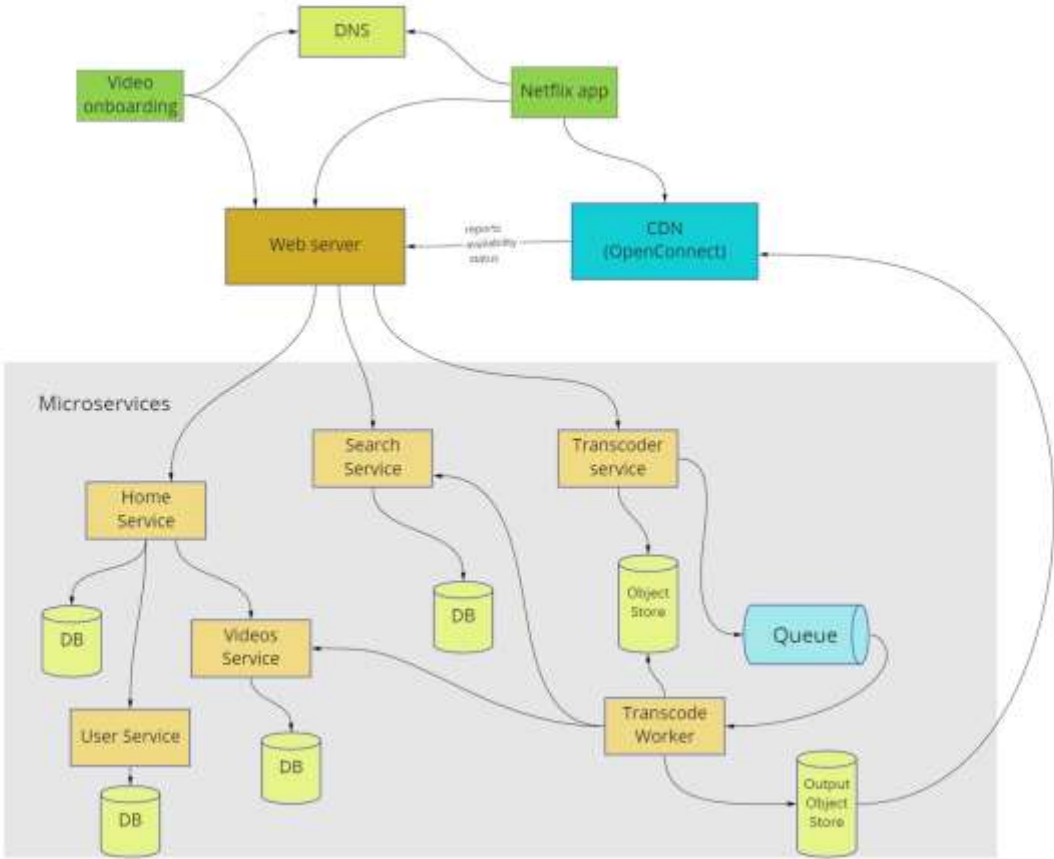 DNS
Video
onboarding
Netflix app
Web server
reports
availability
status
CDN
(OpenConnect)
Microservices
Search
Service
Transcoder
service
Home
Service
DB
Videos
Service
DB
Object
Store
Queue
User Service
DB
DB
Transcode
Worker
Output
Object
Store